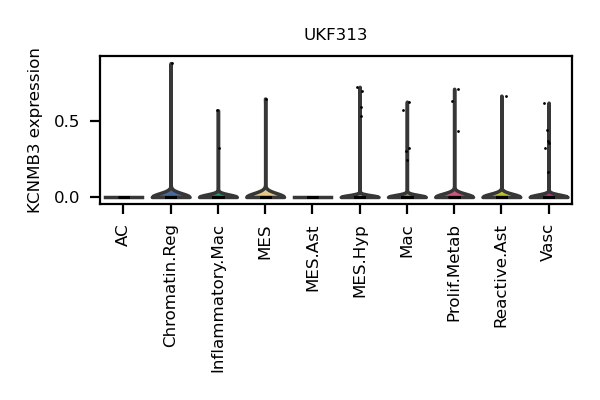 UKF313
KCNMB3 expression
0.5
0.0
AC
Chromatin.Reg
Inflammatory.Mac
MES
MES.Ast
MES.Hyp
Mac
Prolif.Metab
Reactive.Ast
Vasc